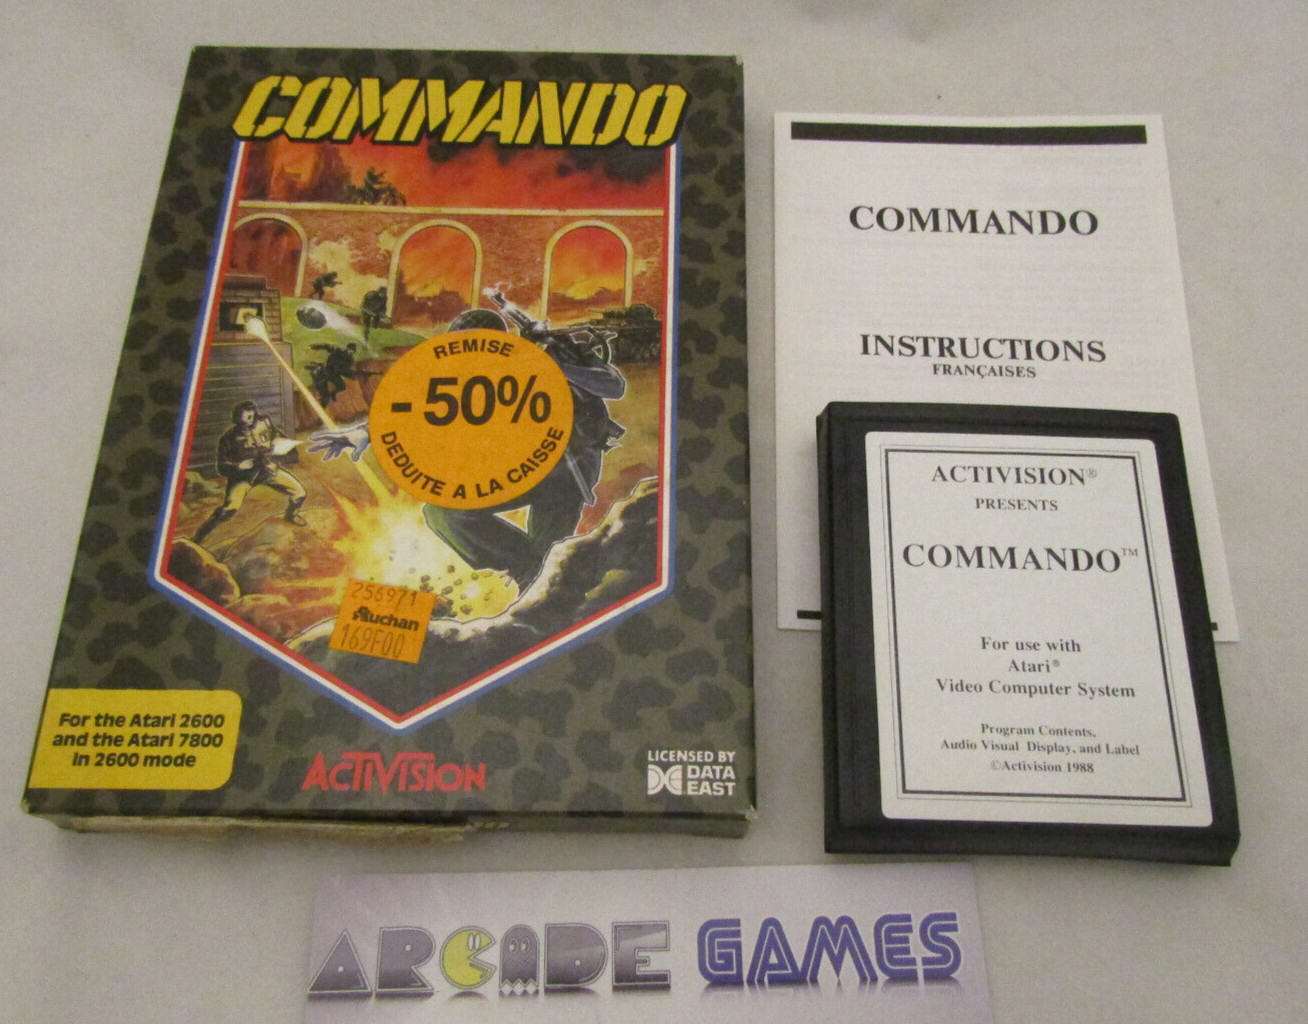 COMMANDO
REMISE
- 50%
DEDUITE A LA CAISSE
256971
Auchan
169F00
For the Atari 2600
and the Atari 7800
in 2600 mode
ACTIVISION
LICENSED BY
DATA
EAST
COMMANDO
INSTRUCTIONS
FRANÇAISES
ACTIVISION®
PRESENTS
COMMANDO™
For use with
Atari®
Video Computer System
Program Contents,
Audio Visual Display, and Label
©Activision 1988
ARCADE GAMES